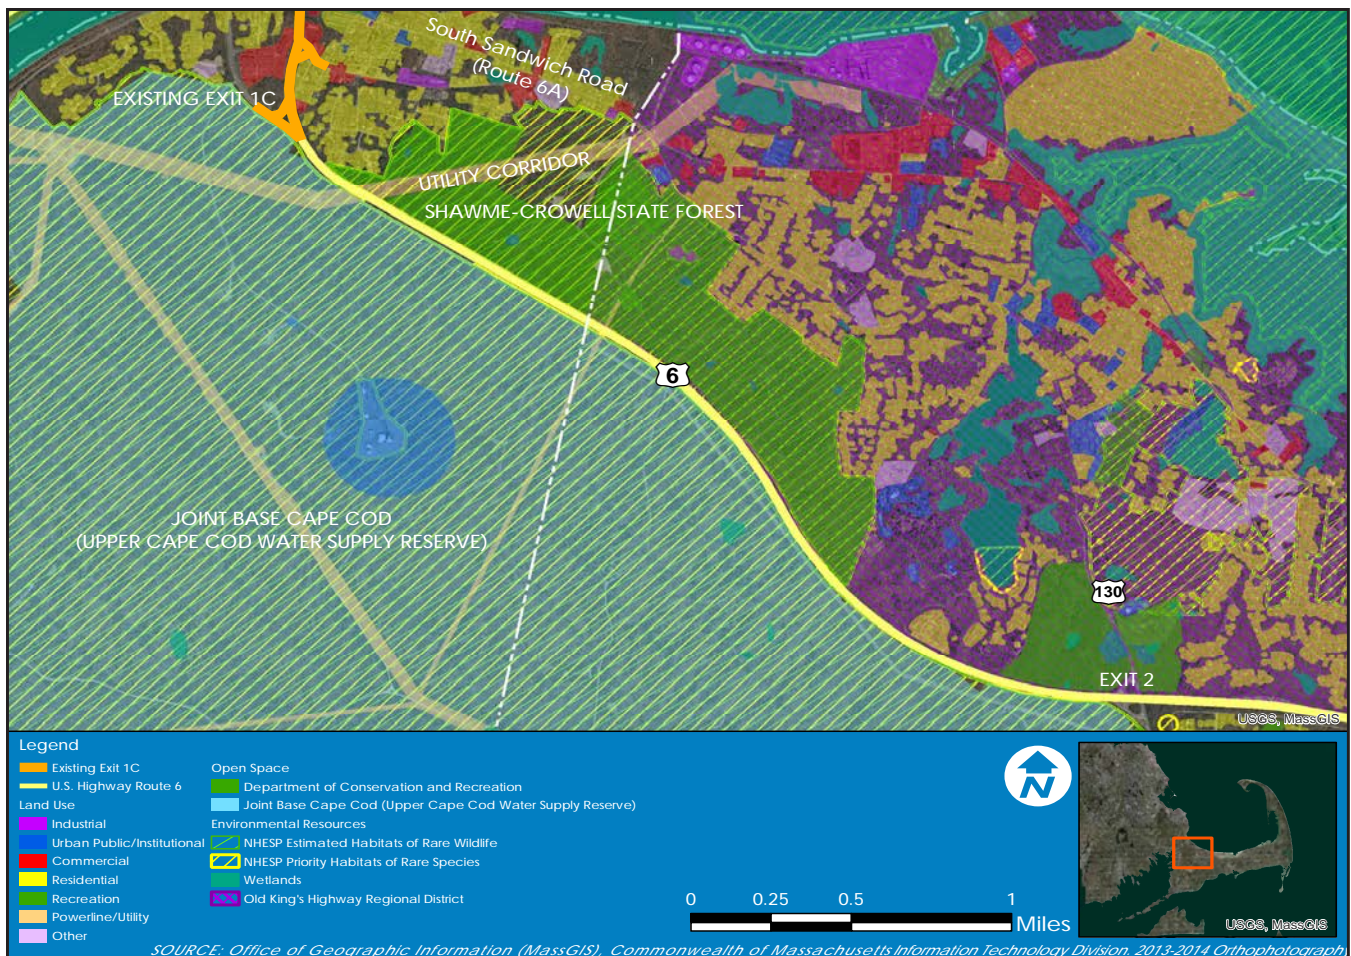 South Sandwich Road
(Route 6A)
EXISTING EXIT 1C
UTILITY CORRIDOR
SHAWME-CROWELL STATE FOREST
6
JOINT BASE CAPE COD
(UPPER CAPE COD WATER SUPPLY RESERVE)
130
EXIT 2
USGS, MassGIS
Legend
Existing Exit 1C
U.S. Highway Route 6
Land Use
Industrial
Urban Public/Institutional
Commercial
Residential
Recreation
Powerline/Utility
Other
Open Space
Department of Conservation and Recreation
Joint Base Cape Cod (Upper Cape Cod Water Supply Reserve)
Environmental Resources
NHESP Estimated Habitats of Rare Wildlife
NHESP Priority Habitats of Rare Species
Wetlands
Old King's Highway Regional District
N
0 0.25 0.5 1
Miles
USGS, MassGIS
SOURCE: Office of Geographic Information (MassGIS), Commonwealth of Massachusetts Information Technology Division. 2013-2014 Orthophotography